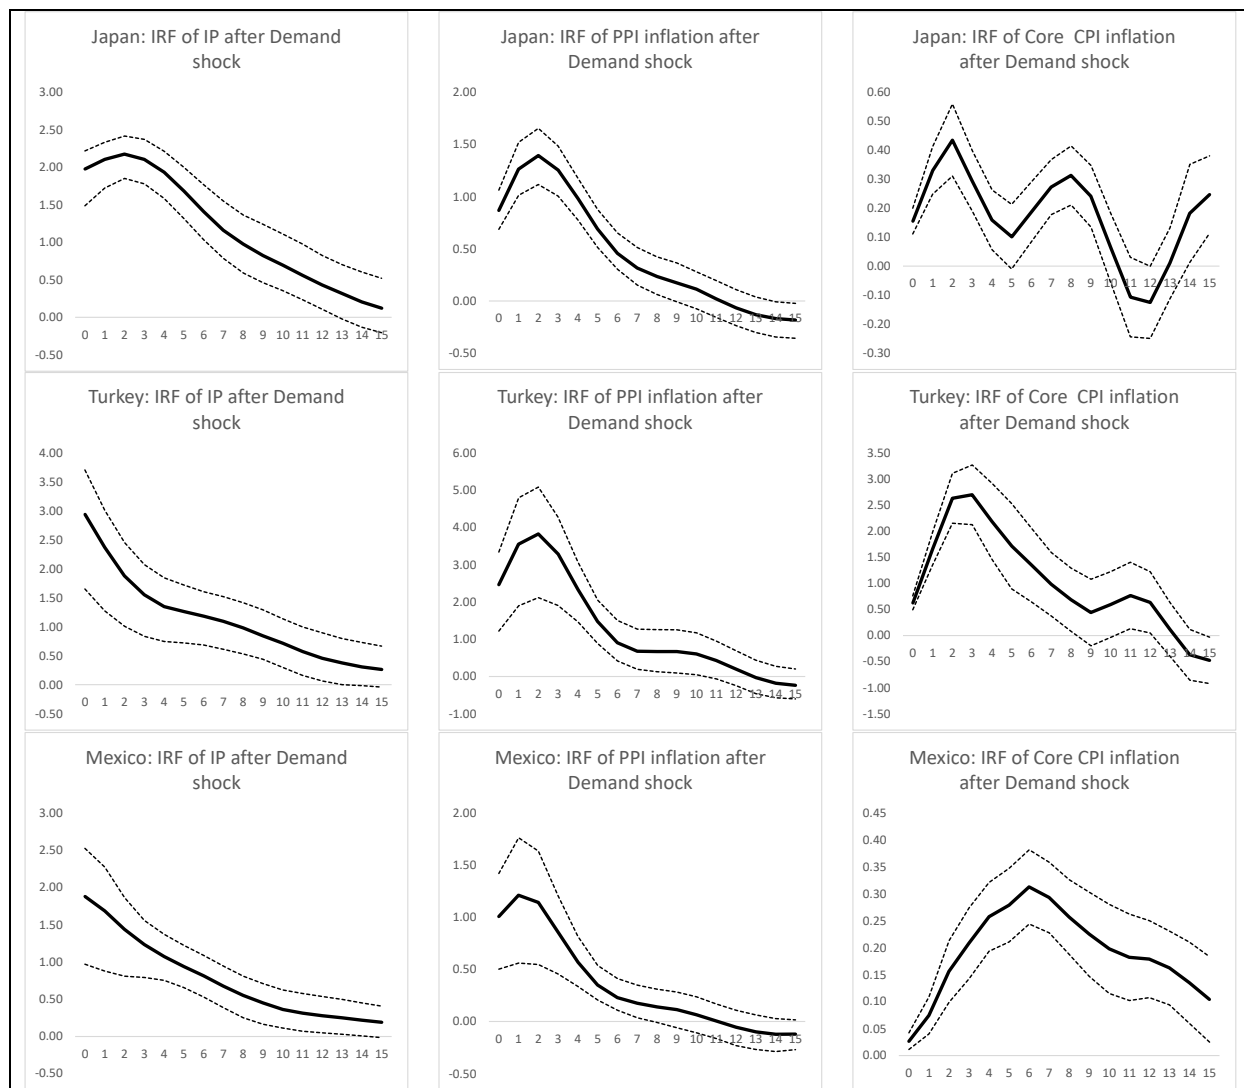 Japan: IRF of IP after Demand
shock
3.00
2.50
2.00
1.50
1.00
0.50
0.00
-0.50
0 1 2 3 4 5 6 7 8 9 10 11 12 13 14 15
Japan: IRF of PPI inflation after
Demand shock
2.00
1.50
1.00
0.50
0.00
-0.50
0 1 2 3 4 5 6 7 8 9 10 11 12 13 14 15
Japan: IRF of Core CPI inflation
after Demand shock
0.60
0.50
0.40
0.30
0.20
0.10
0.00
-0.10
-0.20
-0.30
0 1 2 3 4 5 6 7 8 9 10 11 12 13 14 15
Turkey: IRF of IP after Demand
shock
4.00
3.50
3.00
2.50
2.00
1.50
1.00
0.50
0.00
-0.50
0 1 2 3 4 5 6 7 8 9 10 11 12 13 14 15
Turkey: IRF of PPI inflation after
Demand shock
6.00
5.00
4.00
3.00
2.00
1.00
0.00
-1.00
0 1 2 3 4 5 6 7 8 9 10 11 12 13 14 15
Turkey: IRF of Core CPI inflation
after Demand shock
3.50
3.00
2.50
2.00
1.50
1.00
0.50
0.00
-0.50
-1.00
-1.50
0 1 2 3 4 5 6 7 8 9 10 11 12 13 14 15
Mexico: IRF of IP after Demand
shock
3.00
2.50
2.00
1.50
1.00
0.50
0.00
-0.50
0 1 2 3 4 5 6 7 8 9 10 11 12 13 14 15
Mexico: IRF of PPI inflation after
Demand shock
2.00
1.50
1.00
0.50
0.00
-0.50
0 1 2 3 4 5 6 7 8 9 10 11 12 13 14 15
Mexico: IRF of Core CPI inflation
after Demand shock
0.45
0.40
0.35
0.30
0.25
0.20
0.15
0.10
0.05
0.00
0 1 2 3 4 5 6 7 8 9 10 11 12 13 14 15